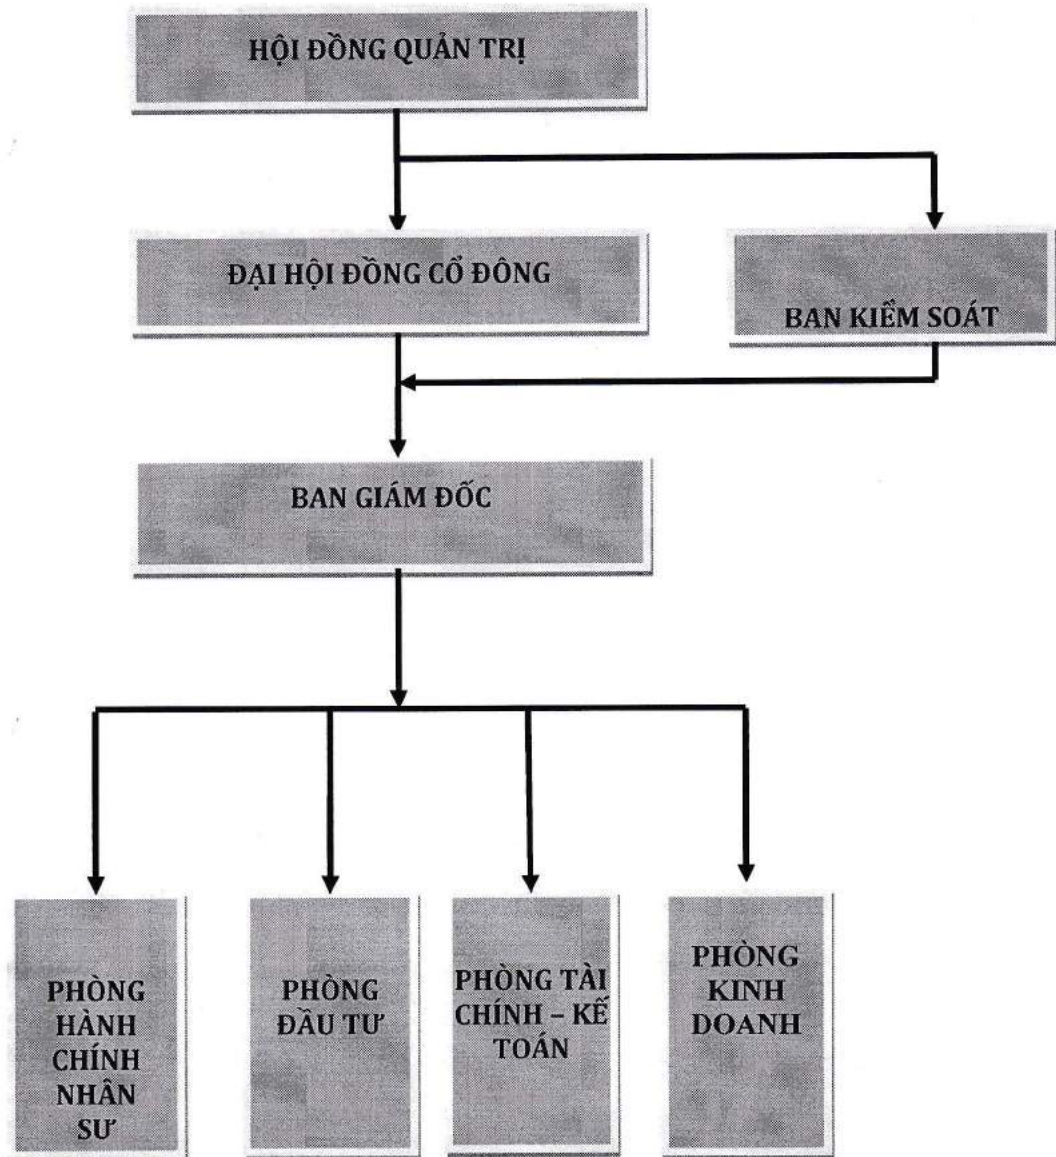 HỘI ĐỒNG QUẢN TRỊ
ĐẠI HỘI ĐỒNG CỔ ĐÔNG
BAN KIỂM SOÁT
BAN GIÁM ĐỐC
PHÒNG
HÀNH
CHÍNH
NHÂN
SƯ
PHÒNG
ĐẦU TƯ
PHÒNG TÀI
CHÍNH – KẾ
TOÁN
PHÒNG
KINH
DOANH